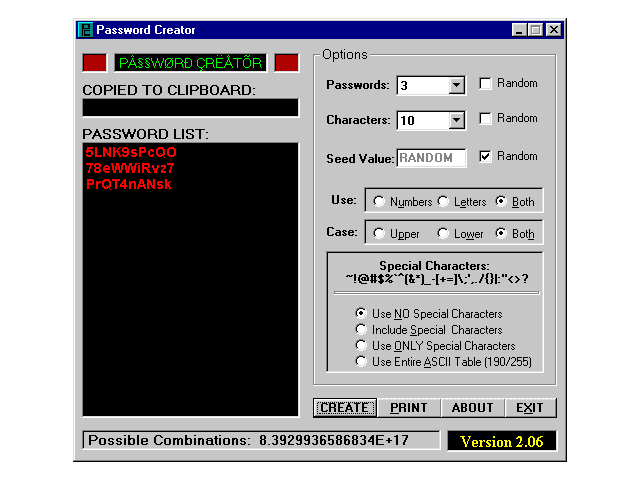 Password Creator
PÂ§§WØRÐ ÇRËÅTÕR
COPIED TO CLIPBOARD:
PASSWORD LIST:
5LNK9sPcQO
78eWWiRvz7
PrOT4nANsk
Options
Passwords: 3 Random
Characters: 10 Random
Seed Value: RANDOM Random
Use: Numbers Letters Both
Case: Upper Lower Both
Special Characters:
~!@#$%`^(&*)_-[+=]\;',./{}|:"<>?
Use NO Special Characters
Include Special Characters
Use ONLY Special Characters
Use Entire ASCII Table (190/255)
CREATE PRINT ABOUT EXIT
Possible Combinations: 8.3929936586834E+17
Version 2.06